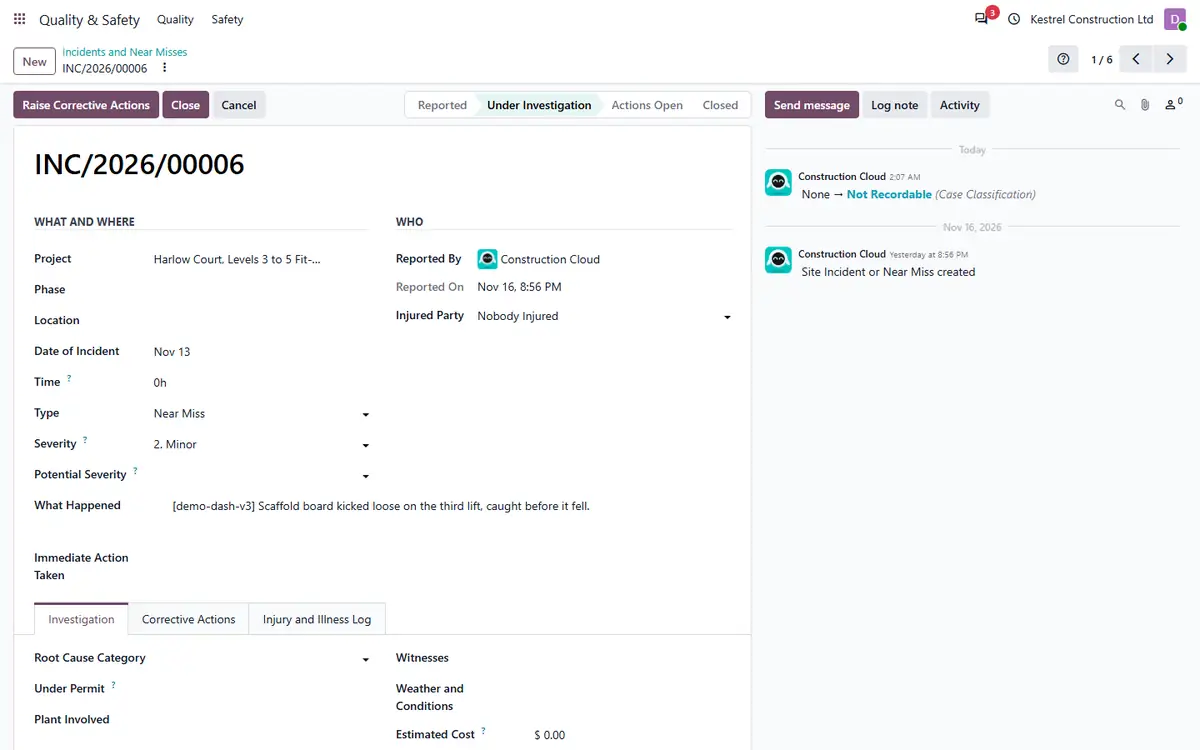 Quality & Safety Quality Safety 3 Kestrel Construction Ltd D
New Incidents and Near Misses
INC/2026/00006 1 / 6
Raise Corrective Actions Close Cancel Reported Under Investigation Actions Open Closed Send message Log note Activity 0
INC/2026/00006
WHAT AND WHERE
Project Harlow Court, Levels 3 to 5 Fit-...
Phase
Location
Date of Incident Nov 13
Time ? 0h
Type Near Miss
Severity ? 2. Minor
Potential Severity ?
What Happened [demo-dash-v3] Scaffold board kicked loose on the third lift, caught before it fell.
Immediate Action
Taken
WHO
Reported By Construction Cloud
Reported On Nov 16, 8:56 PM
Injured Party Nobody Injured
Investigation Corrective Actions Injury and Illness Log
Root Cause Category
Under Permit ?
Plant Involved
Witnesses
Weather and
Conditions
Estimated Cost ? $ 0.00
Today
Construction Cloud 2:07 AM
None → Not Recordable (Case Classification)
Nov 16, 2026
Construction Cloud Yesterday at 8:56 PM
Site Incident or Near Miss created